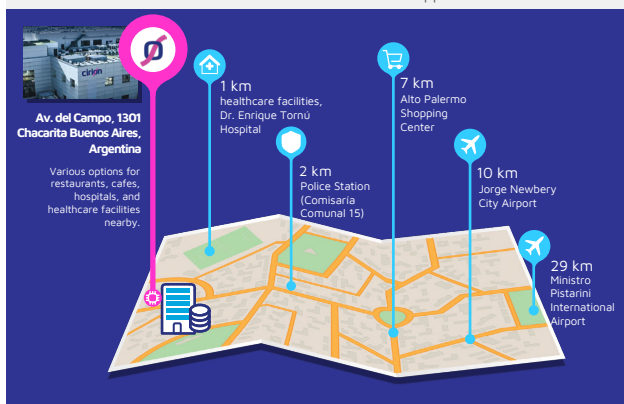 cirion
Av. del Campo, 1301
Chacarita Buenos Aires,
Argentina
Various options for
restaurants, cafes,
hospitals, and
healthcare facilities
nearby.
1 km
healthcare facilities,
Dr. Enrique Tornú
Hospital
2 km
Police Station
(Comisaría
Comunal 15)
7 km
Alto Palermo
Shopping
Center
10 km
Jorge Newbery
City Airport
29 km
Ministro
Pistarini
International
Airport